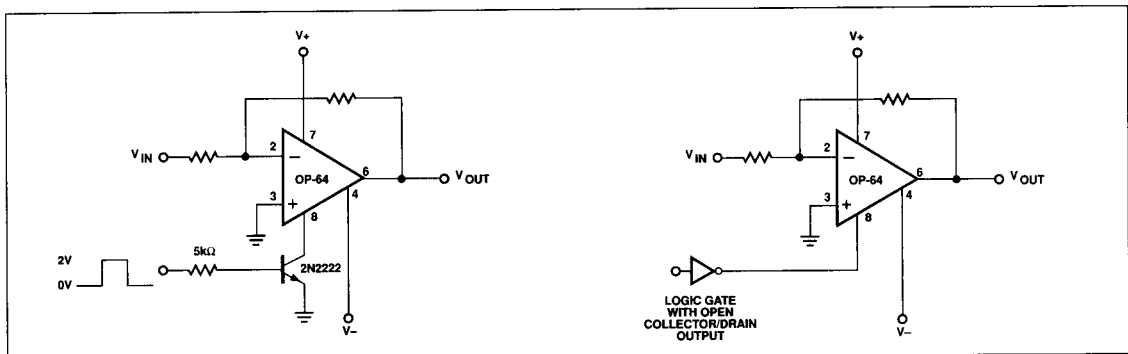 V+
7
2
V IN
−
OP-64
6
4
V OUT
3
+
8
5kΩ
2V
2N2222
0V
V−
V+
7
2
V IN
−
OP-64
6
4
V OUT
3
+
8
LOGIC GATE
WITH OPEN
COLLECTOR/DRAIN
OUTPUT
V−